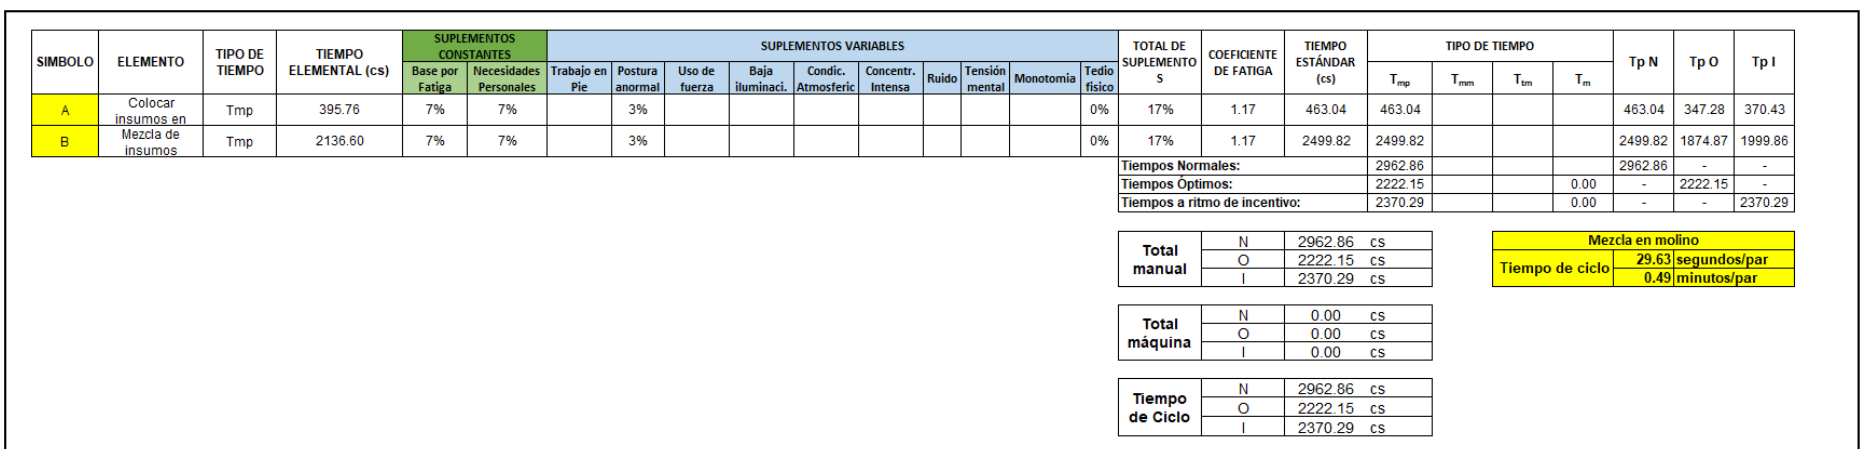 SIMBOLO ELEMENTO TIPO DE TIEMPO TIEMPO ELEMENTAL (cs) SUPLEMENTOS CONSTANTES SUPLEMENTOS VARIABLES TOTAL DE SUPLEMENTO S COEFICIENTE DE FATIGA TIEMPO ESTÁNDAR (cs) TIPO DE TIEMPO Tp N Tp O Tp I
Base por Fatiga Necesidades Personales Trabajo en Pie Postura anormal Uso de fuerza Baja iluminaci. Condic. Atmosferic Concentr. Intensa Ruido Tensión mental Monotomia Tedio fisico Tmp Tmm Ttm Tm
A Colocar insumos en Tmp 395.76 7% 7% 3% 0% 17% 1.17 463.04 463.04 463.04 347.28 370.43
B Mezcla de insumos Tmp 2136.60 7% 7% 3% 0% 17% 1.17 2499.82 2499.82 2499.82 1874.87 1999.86
Tiempos Normales: 2962.86 2962.86 - -
Tiempos Óptimos: 2222.15 0.00 - 2222.15 -
Tiempos a ritmo de incentivo: 2370.29 0.00 - - 2370.29
Total manual
N 2962.86 cs
O 2222.15 cs
I 2370.29 cs
Mezcla en molino
Tiempo de ciclo
29.63 segundos/par
0.49 minutos/par
Total máquina
N 0.00 cs
O 0.00 cs
I 0.00 cs
Tiempo de Ciclo
N 2962.86 cs
O 2222.15 cs
I 2370.29 cs